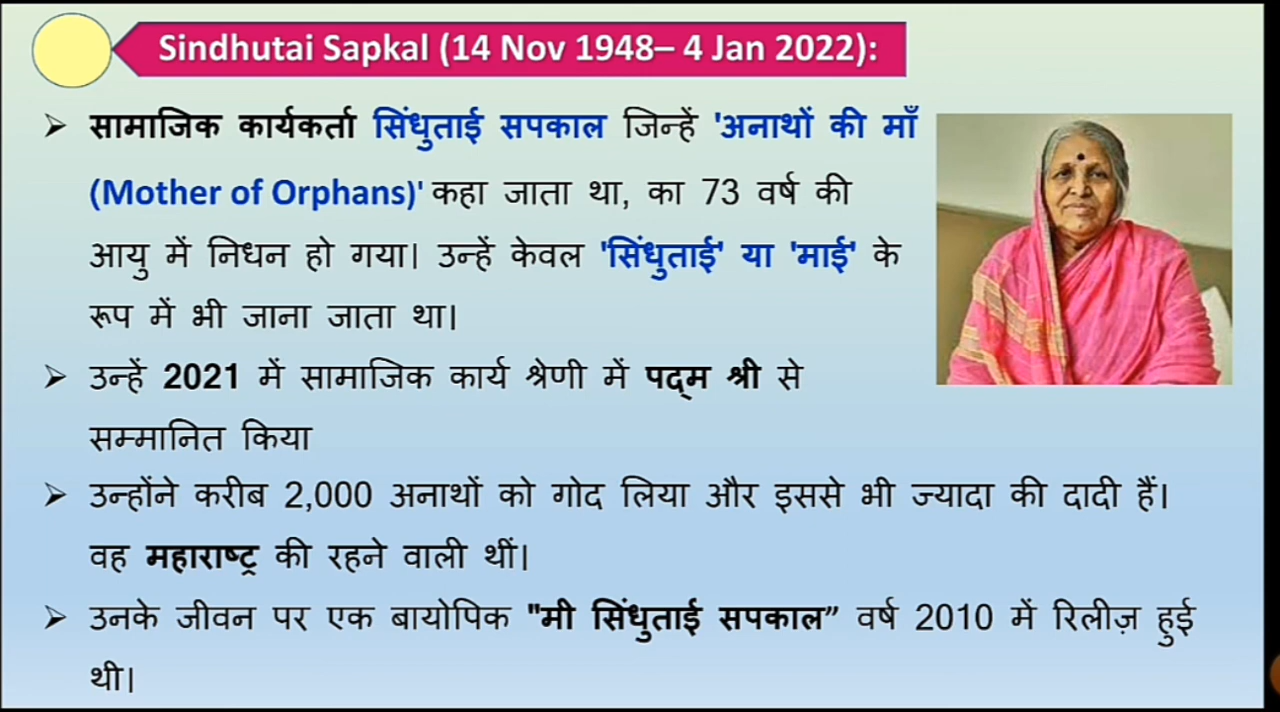 Sindhutai Sapkal (14 Nov 1948– 4 Jan 2022):
➢ सामाजिक कार्यकर्ता सिंधुताई सपकाल जिन्हें 'अनाथों की माँ
(Mother of Orphans)' कहा जाता था, का 73 वर्ष की
आयु में निधन हो गया। उन्हें केवल 'सिंधुताई' या 'माई' के
रूप में भी जाना जाता था।
➢ उन्हें 2021 में सामाजिक कार्य श्रेणी में पद्म श्री से
सम्मानित किया
➢ उन्होंने करीब 2,000 अनाथों को गोद लिया और इससे भी ज्यादा की दादी हैं।
वह महाराष्ट्र की रहने वाली थीं।
➢ उनके जीवन पर एक बायोपिक "मी सिंधुताई सपकाल” वर्ष 2010 में रिलीज़ हुई
थी।